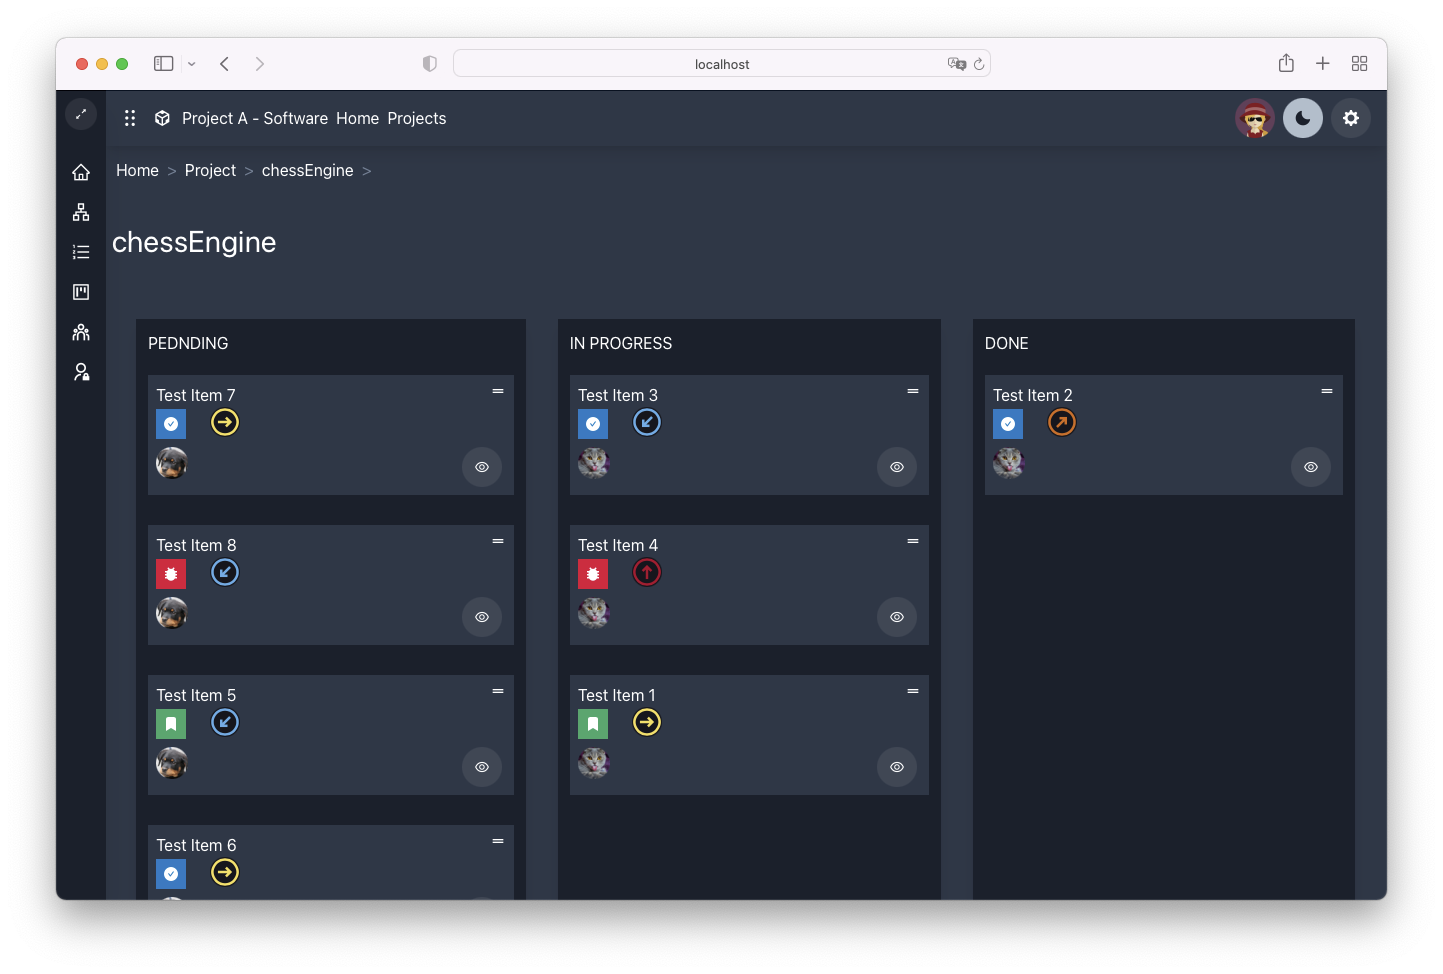 localhost
Project A - Software Home Projects
Home > Project > chessEngine >
chessEngine
PEDNDING
Test Item 7
Test Item 8
Test Item 5
Test Item 6
IN PROGRESS
Test Item 3
Test Item 4
Test Item 1
DONE
Test Item 2